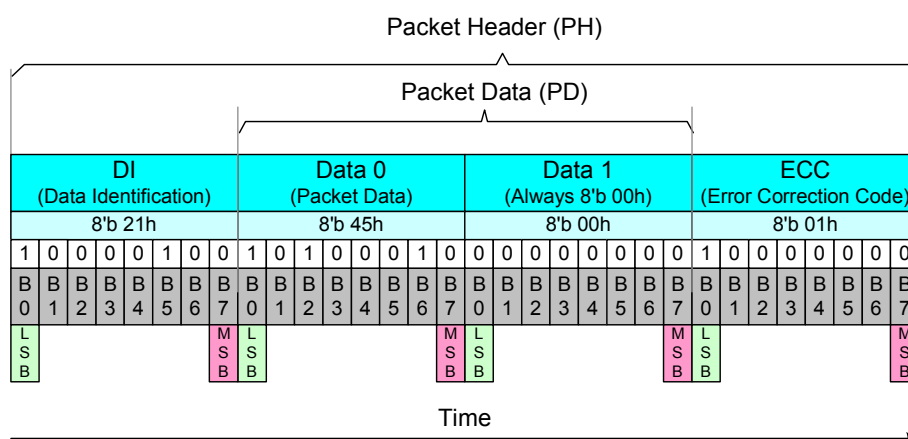 Packet Header (PH)
Packet Data (PD)
DI Data 0 Data 1 ECC
(Data Identification) (Packet Data) (Always 8'b 00h) (Error Correction Code)
8'b 21h 8'b 45h 8'b 00h 8'b 01h
1 0 0 0 0 1 0 0 1 0 1 0 0 0 1 0 0 0 0 0 0 0 0 0 1 0 0 0 0 0 0 0
B B B B B B B B B B B B B B B B B B B B B B B B B B B B B B B B
0 1 2 3 4 5 6 7 0 1 2 3 4 5 6 7 0 1 2 3 4 5 6 7 0 1 2 3 4 5 6 7
L M L M L M L M
S S S S S S S S
B B B B B B B B
Time